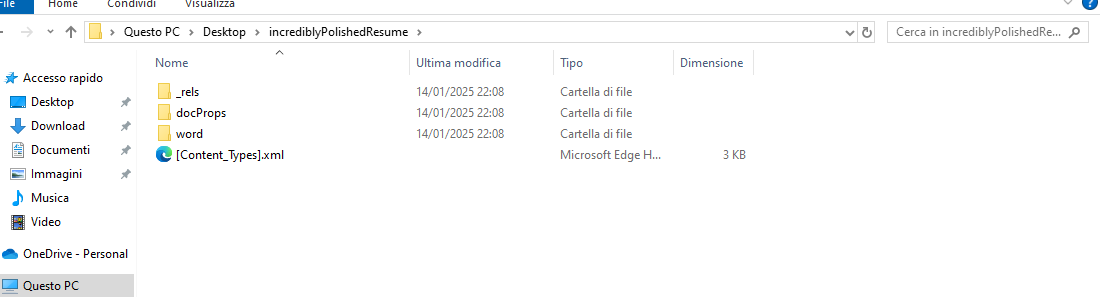 File Home Condividi Visualizza
Questo PC Desktop incrediblyPolishedResume Cerca in incrediblyPolishedRe...
Nome Ultima modifica Tipo Dimensione
Accesso rapido
Desktop
Download
Documenti
Immagini
Musica
Video
OneDrive - Personal
Questo PC
_rels 14/01/2025 22:08 Cartella di file
docProps 14/01/2025 22:08 Cartella di file
word 14/01/2025 22:08 Cartella di file
[Content_Types].xml Microsoft Edge H... 3 KB